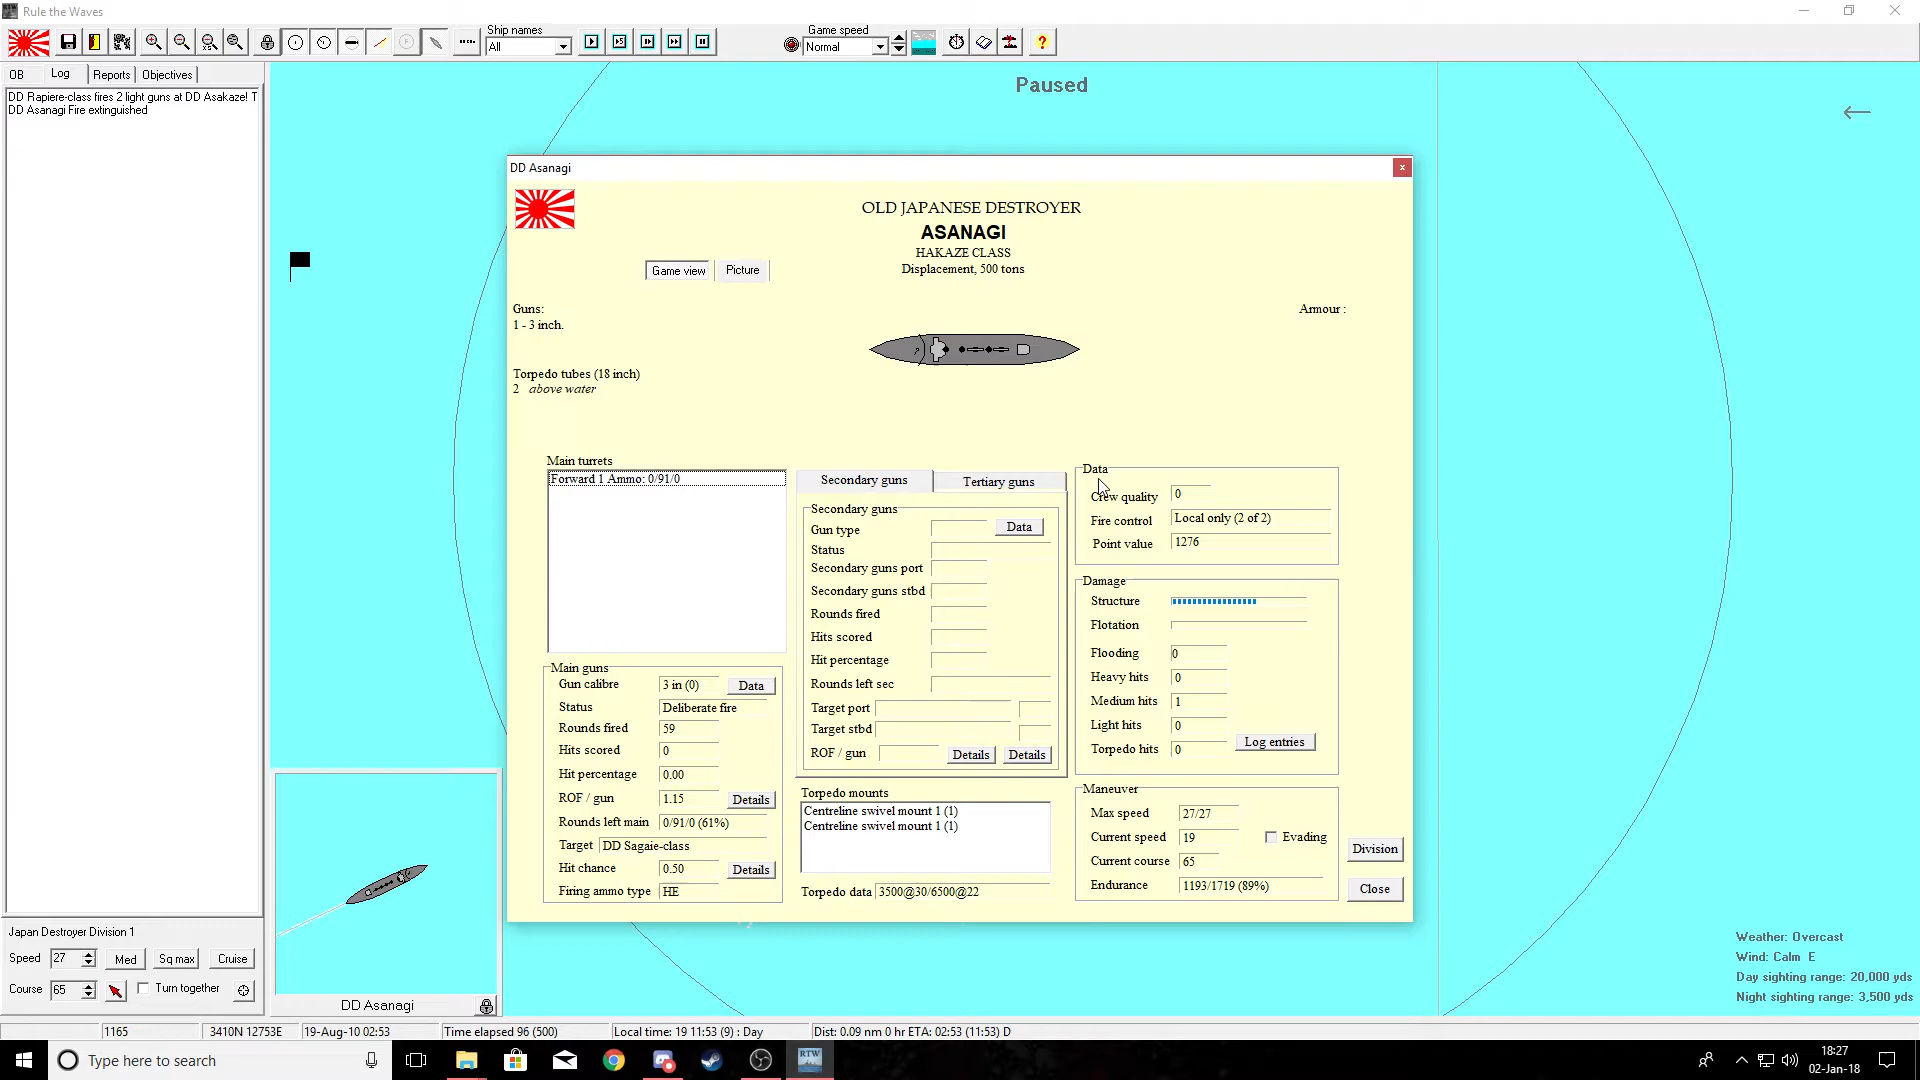 Rule the Waves
Ship names
All
Game speed
Normal
OB
Log
Reports
Objectives
DD Rapiere-class fires 2 light guns at DD Asakaze! T
DD Asanagi Fire extinguished
Paused
DD Asanagi
x
OLD JAPANESE DESTROYER
ASANAGI
HAKAZE CLASS
Displacement, 500 tons
Game view
Picture
Guns:
1 - 3 inch.
Armour :
Torpedo tubes (18 inch)
2 above water
Main turrets
Forward 1 Ammo: 0/91/0
Main guns
Gun calibre 3 in (0) Data
Status Deliberate fire
Rounds fired 59
Hits scored 0
Hit percentage 0.00
ROF / gun 1.15 Details
Rounds left main 0/91/0 (61%)
Target DD Sagaie-class
Hit chance 0.50 Details
Firing ammo type HE
Secondary guns
Tertiary guns
Secondary guns
Gun type Data
Status
Secondary guns port
Secondary guns stbd
Rounds fired
Hits scored
Hit percentage
Rounds left sec
Target port
Target stbd
ROF / gun Details Details
Torpedo mounts
Centreline swivel mount 1 (1)
Centreline swivel mount 1 (1)
Torpedo data 3500@30/6500@22
Data
Crew quality 0
Fire control Local only (2 of 2)
Point value 1276
Damage
Structure
Flotation
Flooding 0
Heavy hits 0
Medium hits 1
Light hits 0
Torpedo hits 0
Log entries
Maneuver
Max speed 27/27
Current speed 19 Evading
Current course 65
Endurance 1193/1719 (89%)
Division
Close
Japan Destroyer Division 1
Speed 27 Med Sq max Cruise
Course 65 Turn together
DD Asanagi
Weather: Overcast
Wind: Calm E
Day sighting range: 20,000 yds
Night sighting range: 3,500 yds
1165
3410N 12753E
19-Aug-10 02:53
Time elapsed 96 (500)
Local time: 19 11:53 (9) : Day
Dist: 0.09 nm 0 hr ETA: 02:53 (11:53) D
Type here to search
RTW
18:27
02-Jan-18